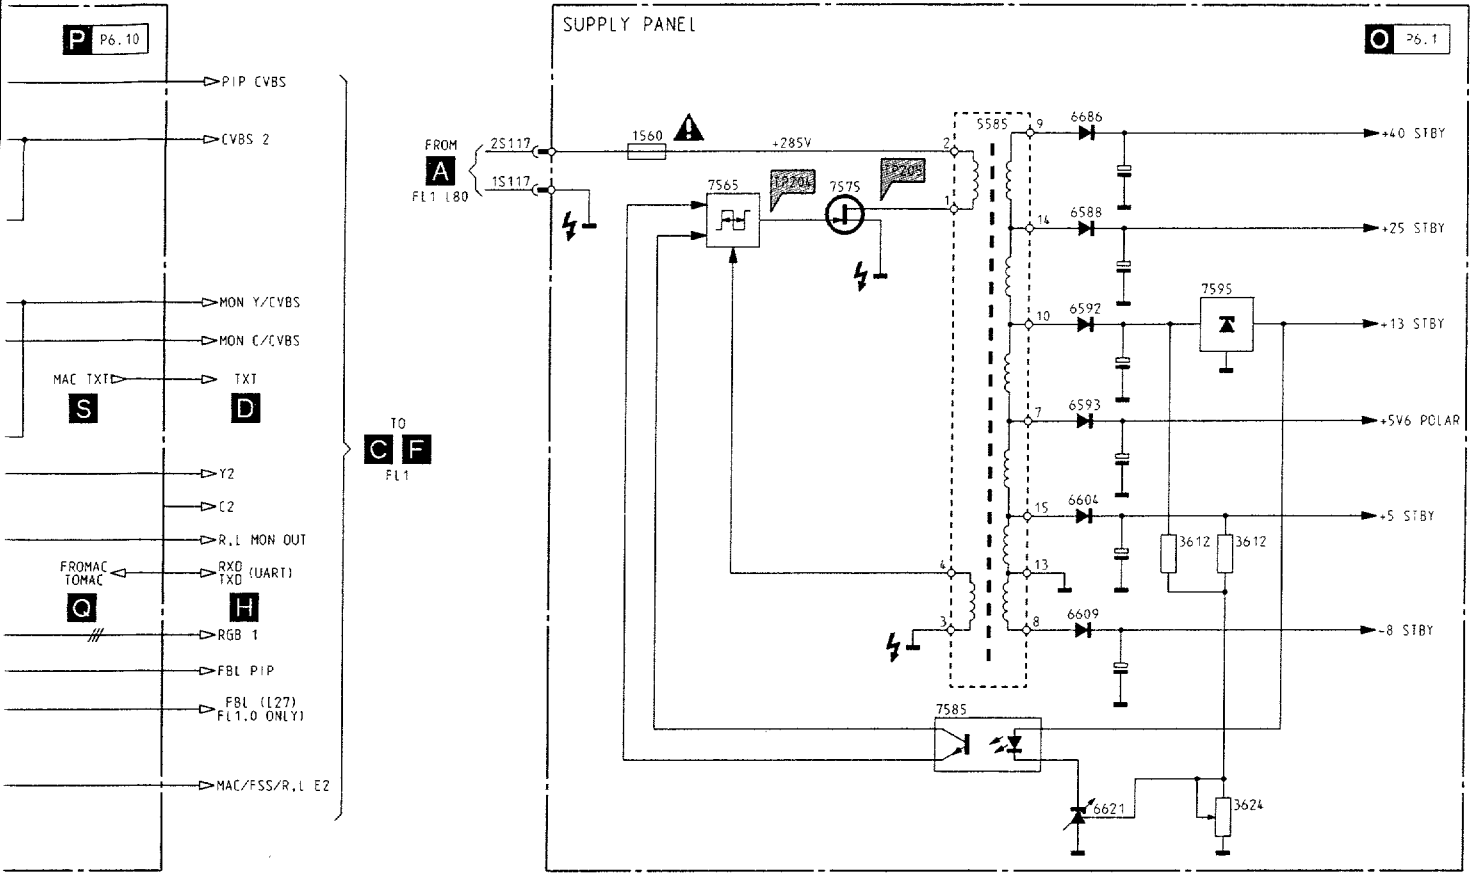 P P6.10
PIP CVBS
CVBS 2
MON Y/CVBS
MON C/CVBS
MAC TXT
TXT
S
D
Y2
C2
R,L MON OUT
FROMAC
TOMAC
RXD
TXD (UART)
Q
H
RGB 1
FBL PIP
FBL (L27)
FL1.0 ONLY)
MAC/FSS/R,L E2
TO
C F
FL1
SUPPLY PANEL
O P6.1
FROM
A
FL1 L80
2S117
1S117
1560
+285V
7565
TP204
7575
TP205
5585
2
1
4
3
9
14
10
7
15
13
8
6686
+40 STBY
6588
+25 STBY
6592
7595
+13 STBY
6593
+5V6 POLAR
6604
+5 STBY
3612
3612
6609
-8 STBY
7585
6621
3624